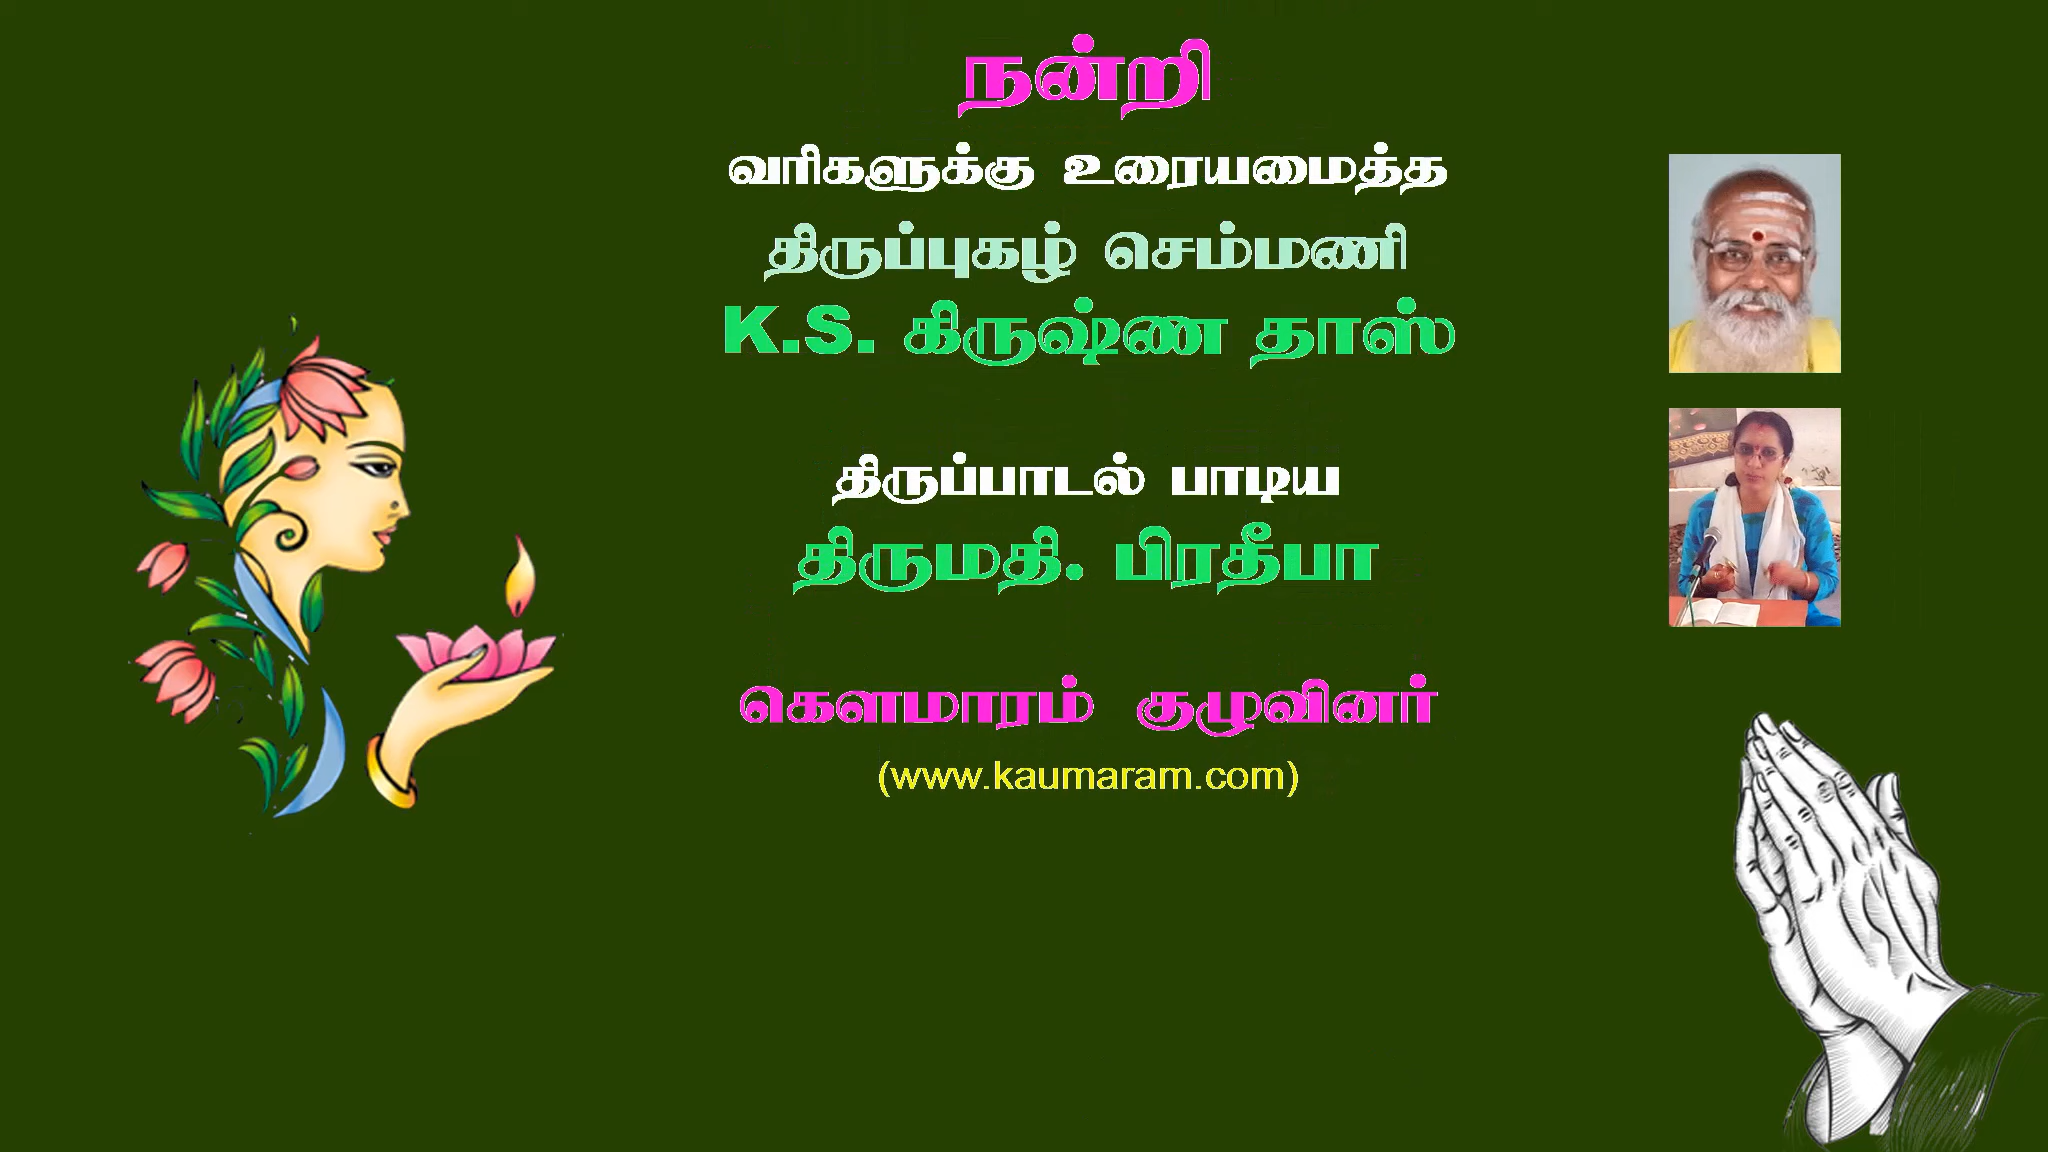 நன்றி
வரிகளுக்கு உரையமைத்த
திருப்புகழ் செம்மணி
K.S. கிருஷ்ண தாஸ்
திருப்பாடல் பாடிய
திருமதி. பிரதீபா
கௌமாரம் குழுவினர்
(www.kaumaram.com)